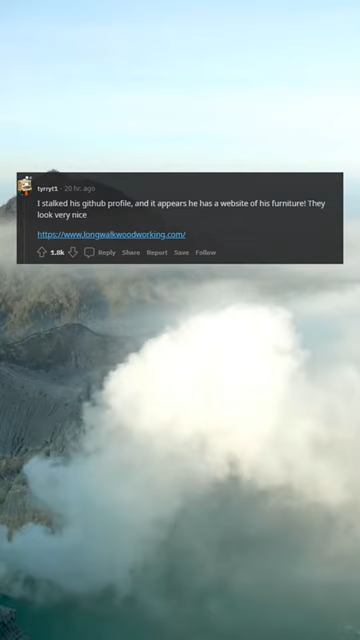 tyrryt1 · 20 hr. ago
I stalked his github profile, and it appears he has a website of his furniture! They
look very nice
https://www.longwalkwoodworking.com/
1.8k Reply Share Report Save Follow